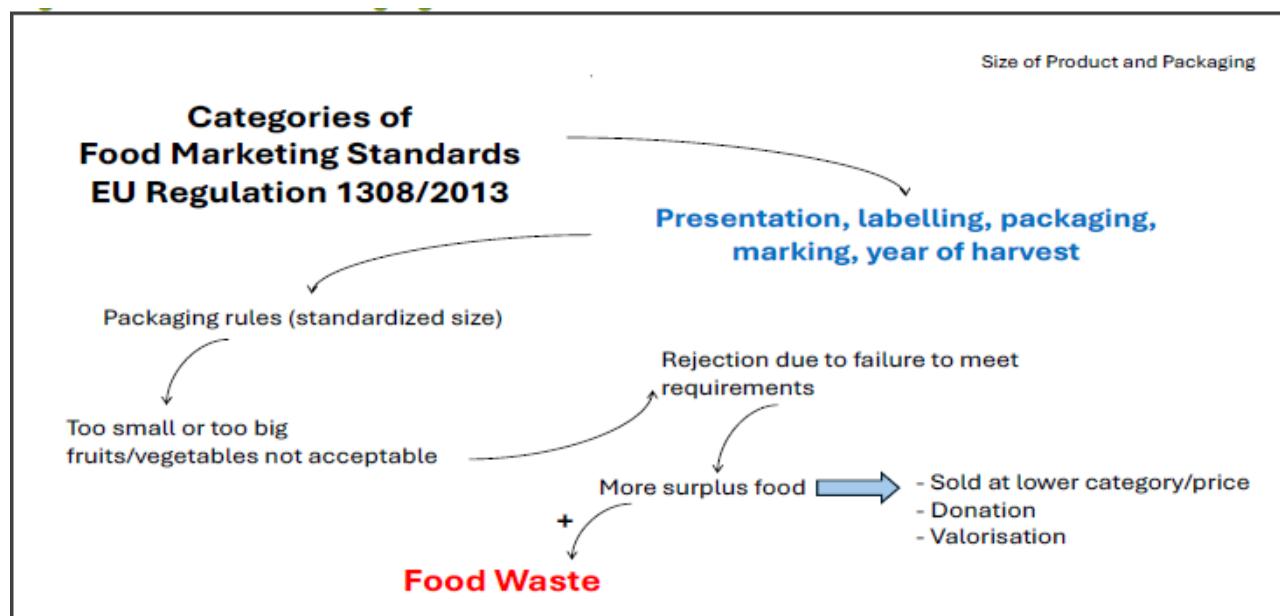 Size of Product and Packaging
Categories of
Food Marketing Standards
EU Regulation 1308/2013
Presentation, labelling, packaging,
marking, year of harvest
Packaging rules (standardized size)
Too small or too big
fruits/vegetables not acceptable
Rejection due to failure to meet
requirements
More surplus food
- Sold at lower category/price
- Donation
- Valorisation
+
Food Waste